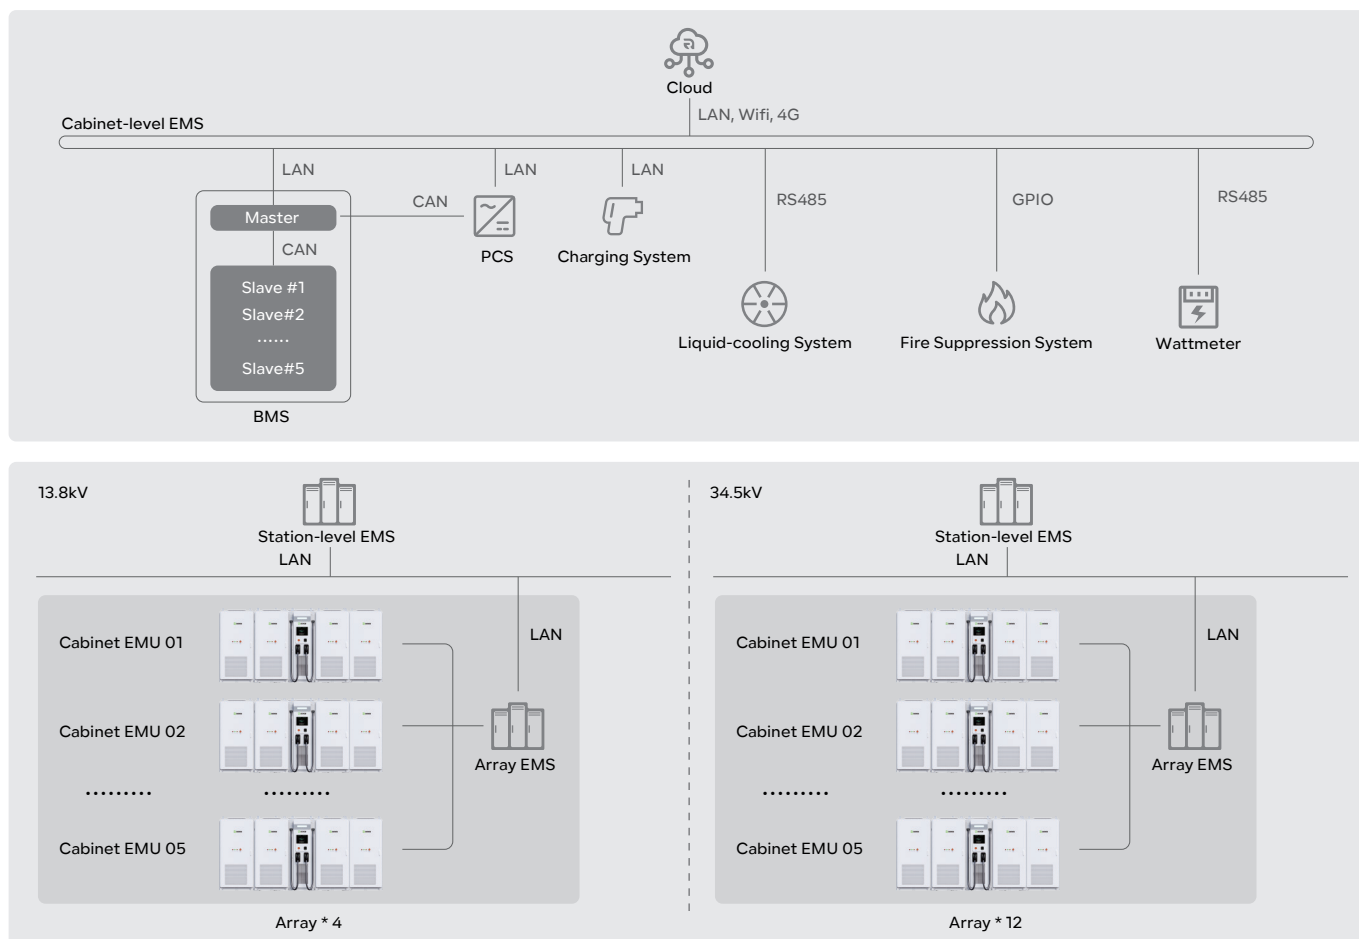 Cloud
LAN, Wifi, 4G
Cabinet-level EMS
LAN
LAN
LAN
RS485
GPIO
RS485
CAN
Master
CAN
Slave #1
Slave#2
......
Slave#5
BMS
PCS
Charging System
Liquid-cooling System
Fire Suppression System
Wattmeter
13.8kV
Station-level EMS
LAN
LAN
Cabinet EMU 01
Cabinet EMU 02
.........
.........
Cabinet EMU 05
Array EMS
Array * 4
34.5kV
Station-level EMS
LAN
LAN
Cabinet EMU 01
Cabinet EMU 02
.........
.........
Cabinet EMU 05
Array EMS
Array * 12